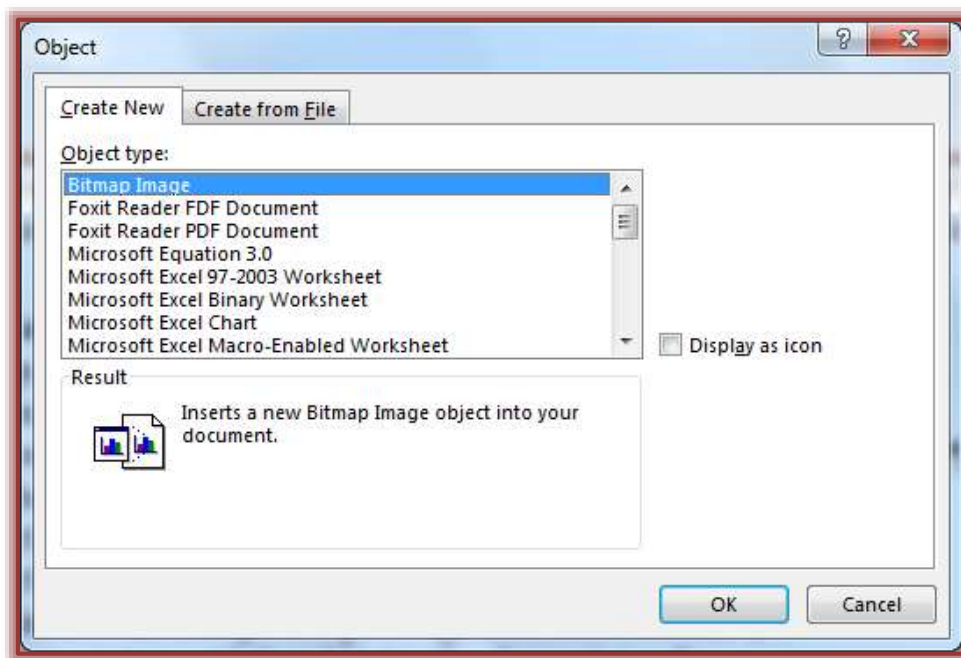 Object
Create New
Create from File
Object type:
Bitmap Image
Foxit Reader FDF Document
Foxit Reader PDF Document
Microsoft Equation 3.0
Microsoft Excel 97-2003 Worksheet
Microsoft Excel Binary Worksheet
Microsoft Excel Chart
Microsoft Excel Macro-Enabled Worksheet
Display as icon
Result
Inserts a new Bitmap Image object into your
document.
OK
Cancel